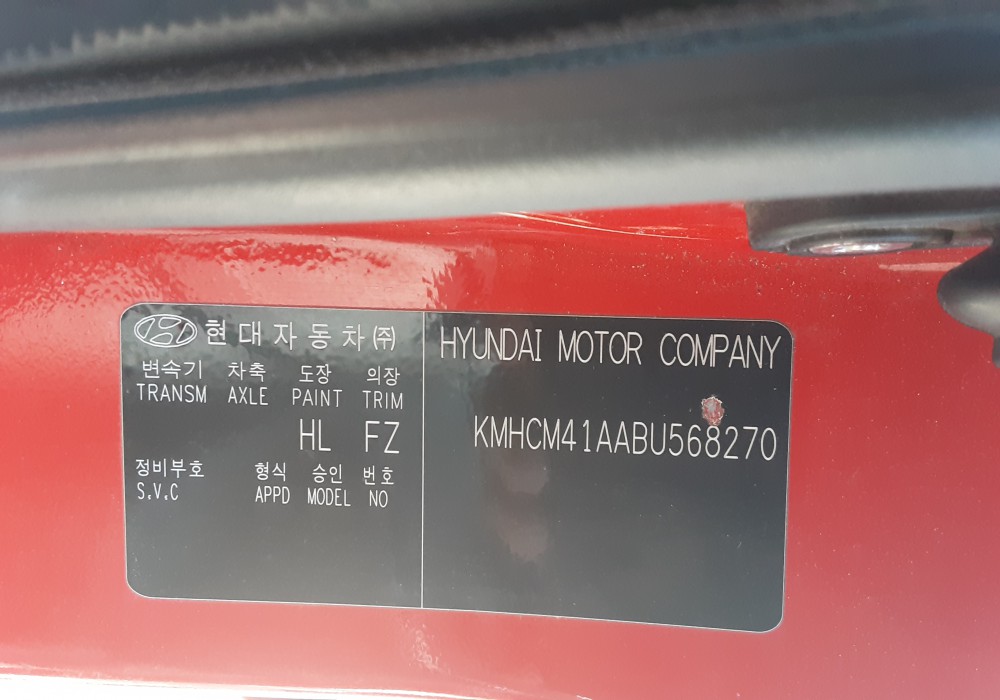 현대자동차㈜
변속기 차축 도장 의장
TRANSM AXLE PAINT TRIM
HL FZ
정비부호 형식 승인 번호
S.V.C APPD MODEL NO
HYUNDAI MOTOR COMPANY
KMHCM41AABU568270